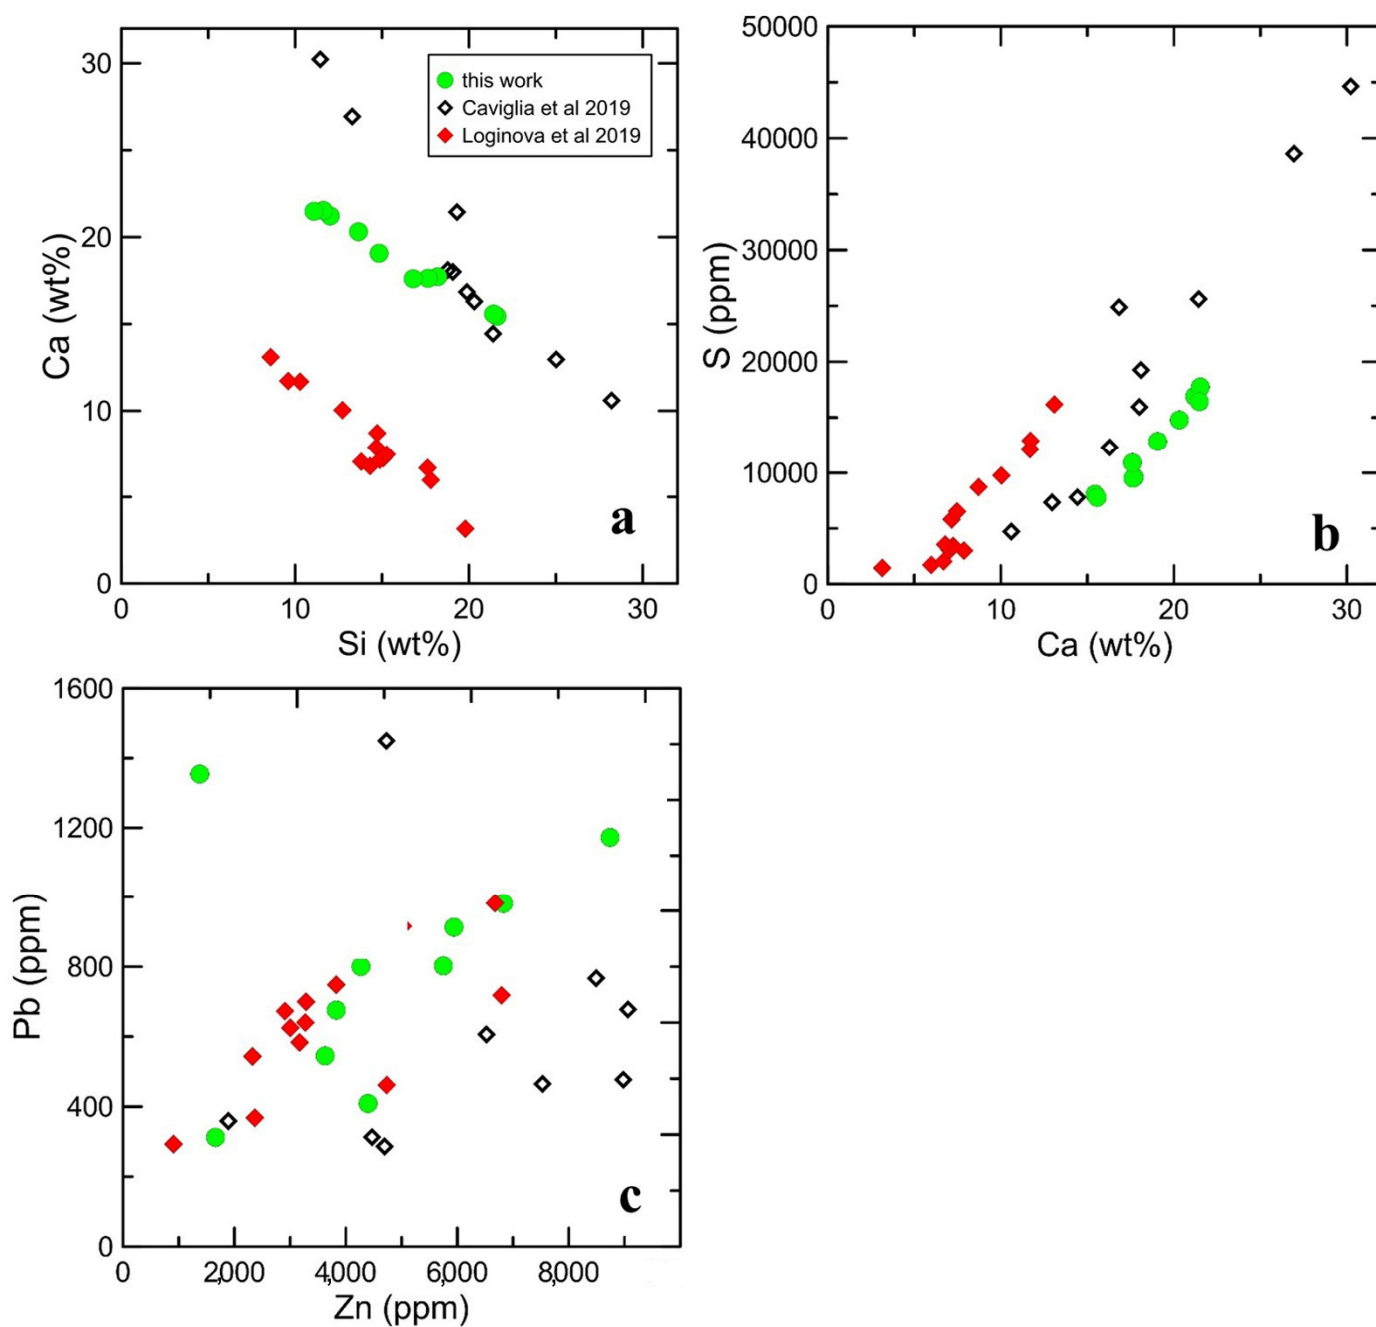 30
20
10
0
Ca (wt%)
this work
Caviglia et al 2019
Loginova et al 2019
a
0 10 20 30
Si (wt%)
50000
40000
30000
20000
10000
0
S (ppm)
b
0 10 20 30
Ca (wt%)
1600
1200
800
400
0
Pb (ppm)
c
0 2,000 4,000 6,000 8,000
Zn (ppm)